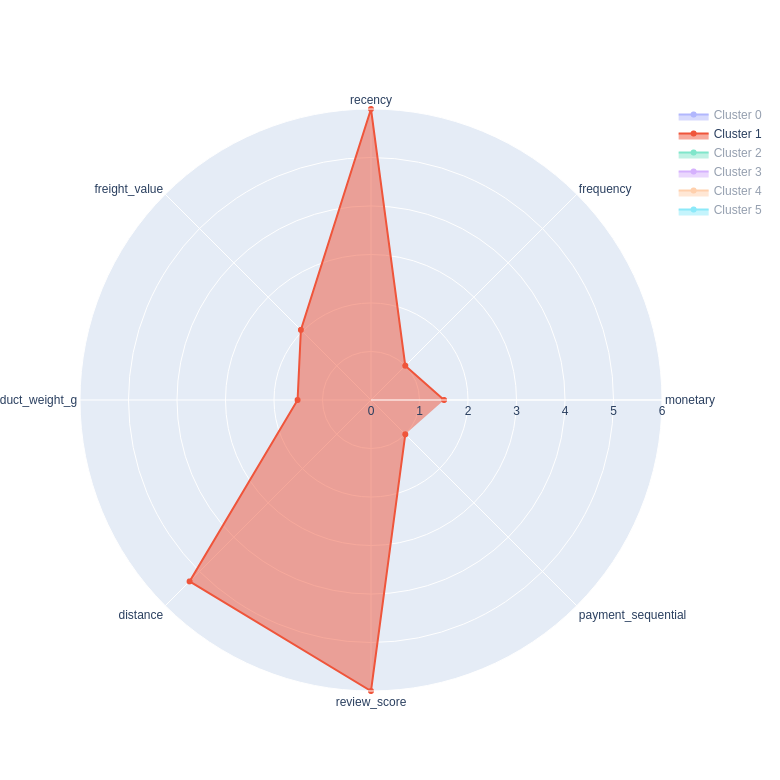 recency
Cluster 0
Cluster 1
Cluster 2
Cluster 3
Cluster 4
Cluster 5
freight_value
frequency
duct_weight_g
monetary
0 1 2 3 4 5 6
distance
payment_sequential
review_score